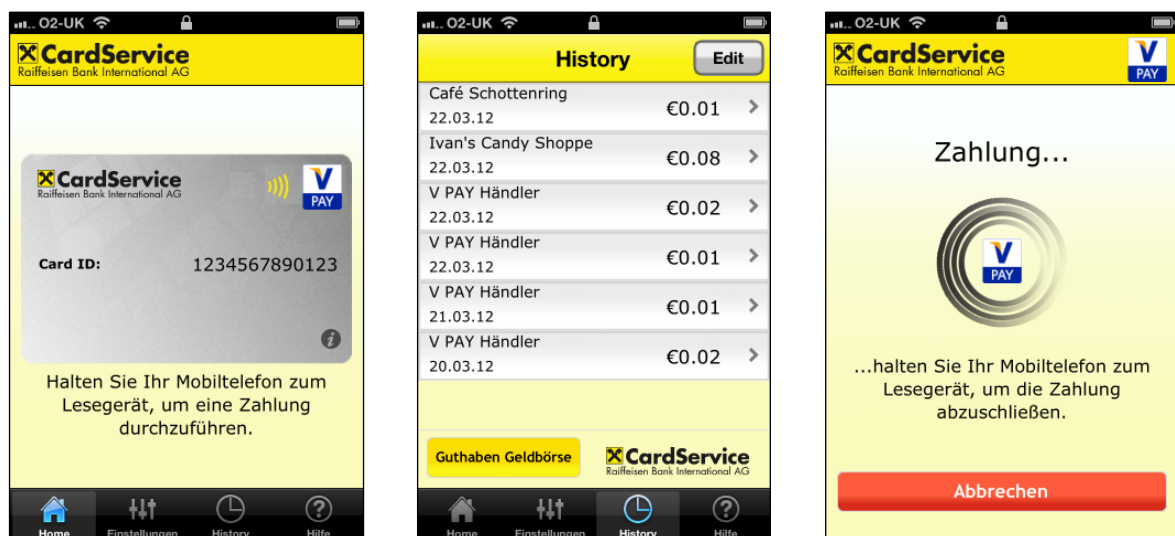 O2-UK
CardService
Raiffeisen Bank International AG
CardService
Raiffeisen Bank International AG
V
PAY
Card ID: 1234567890123
i
Halten Sie Ihr Mobiltelefon zum
Lesegerät, um eine Zahlung
durchzuführen.
Home Einstellungen History Hilfe
O2-UK
History Edit
Café Schottenring
22.03.12 €0.01
Ivan's Candy Shoppe
22.03.12 €0.08
V PAY Händler
22.03.12 €0.02
V PAY Händler
22.03.12 €0.01
V PAY Händler
21.03.12 €0.01
V PAY Händler
20.03.12 €0.02
Guthaben Geldbörse
CardService
Raiffeisen Bank International AG
Home Einstellungen History Hilfe
O2-UK
CardService
Raiffeisen Bank International AG
V
PAY
Zahlung...
V
PAY
...halten Sie Ihr Mobiltelefon zum
Lesegerät, um die Zahlung
abzuschließen.
Abbrechen